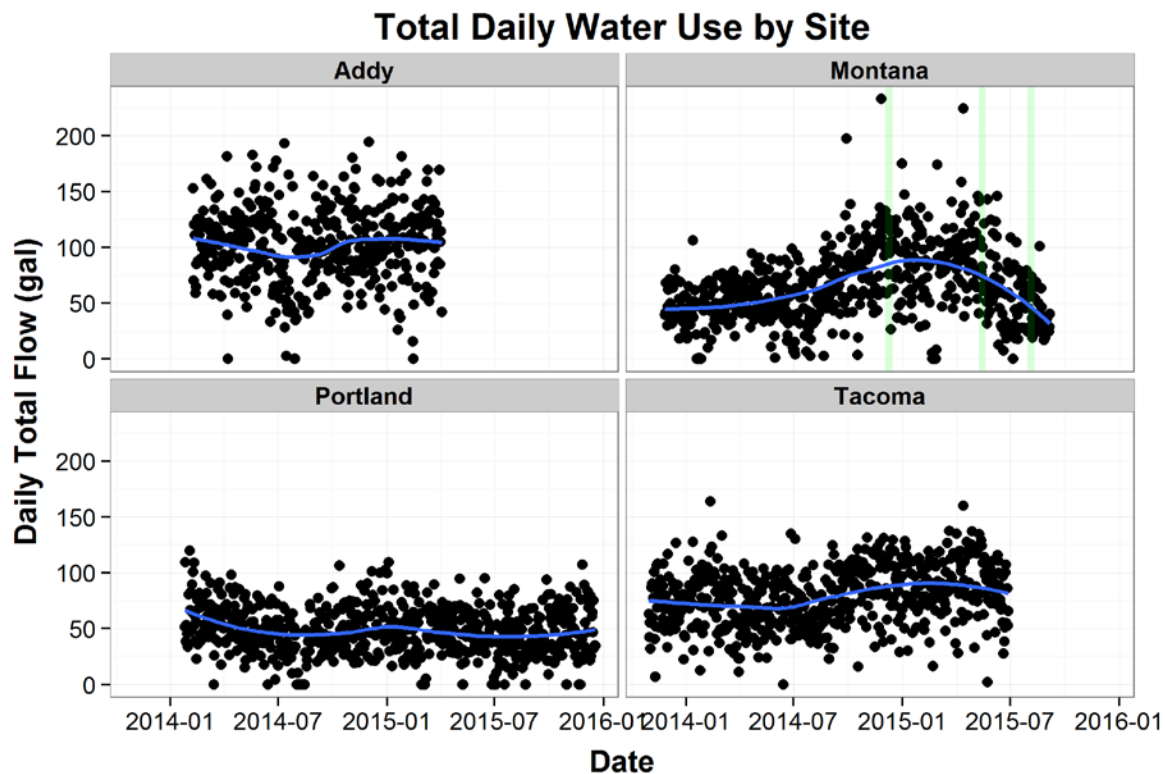 Total Daily Water Use by Site
Addy
Montana
200
150
100
50
0
Portland
Tacoma
200
150
100
50
0
Daily Total Flow (gal)
2014-01 2014-07 2015-01 2015-07 2016-01
2014-01 2014-07 2015-01 2015-07 2016-01
Date